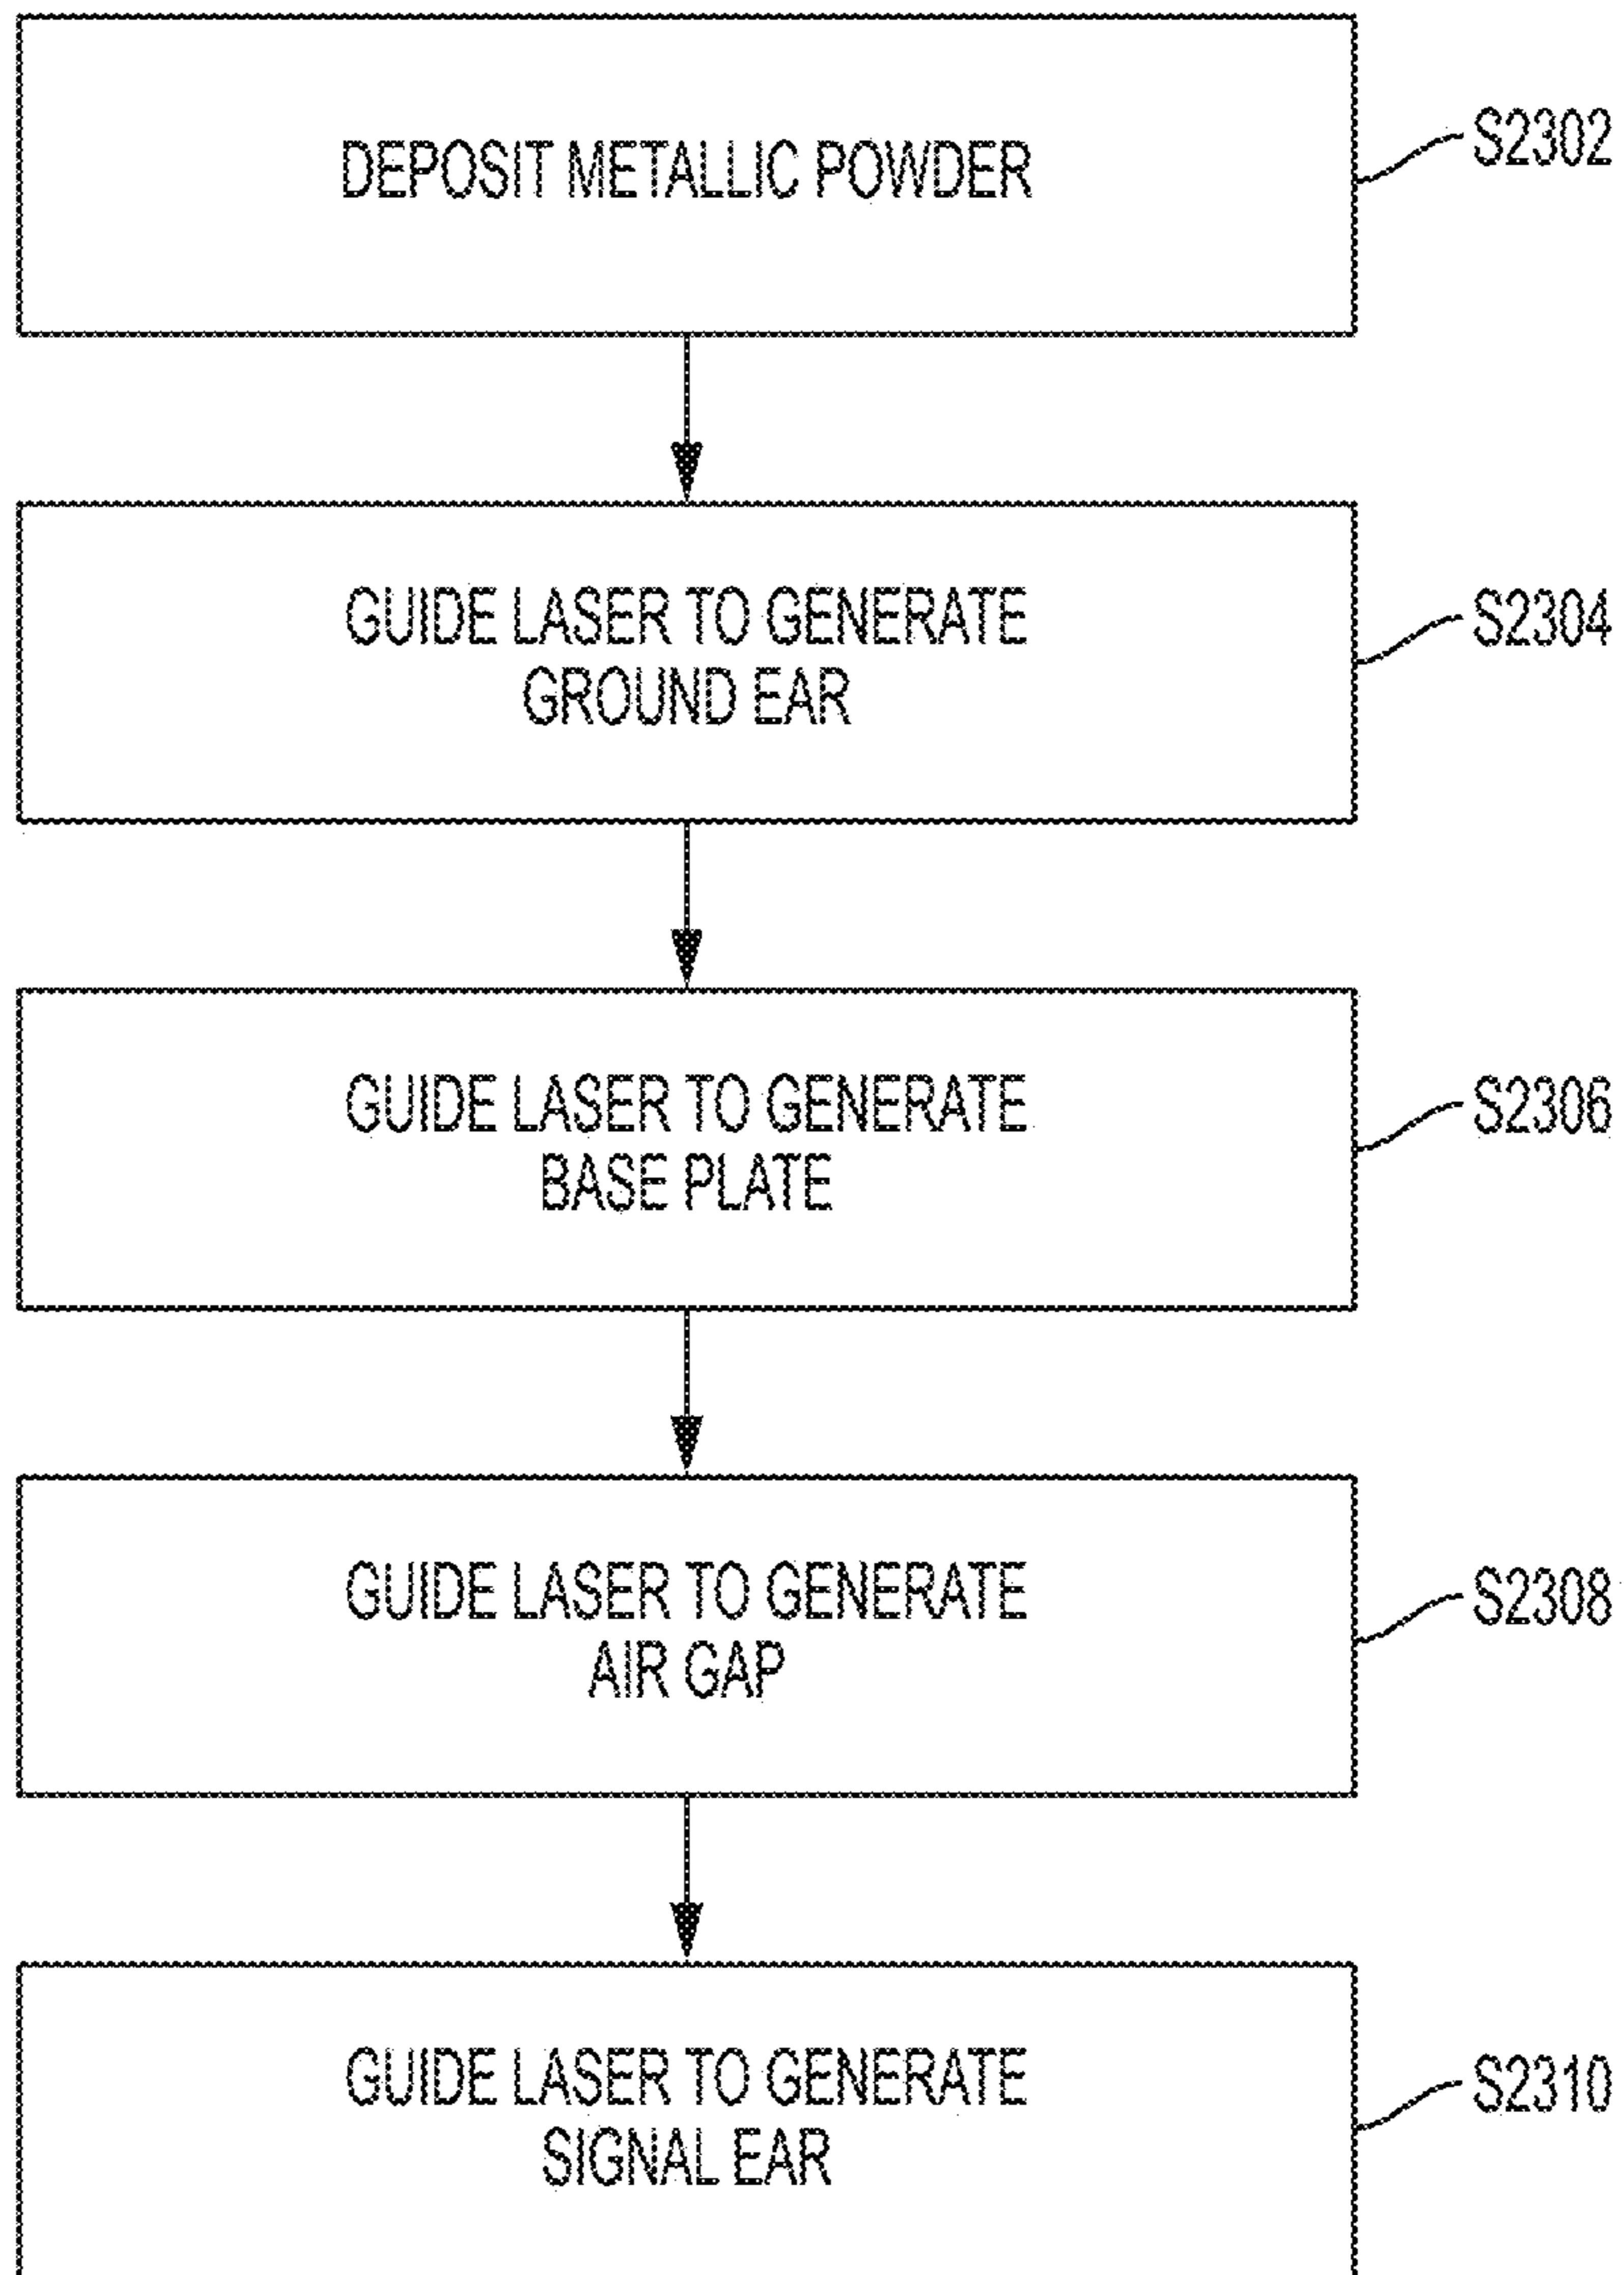 DEPOSIT METALLIC POWDER
S2302
GUIDE LASER TO GENERATE
GROUND EAR
S2304
GUIDE LASER TO GENERATE
BASE PLATE
S2306
GUIDE LASER TO GENERATE
AIR GAP
S2308
GUIDE LASER TO GENERATE
SIGNAL EAR
S2310